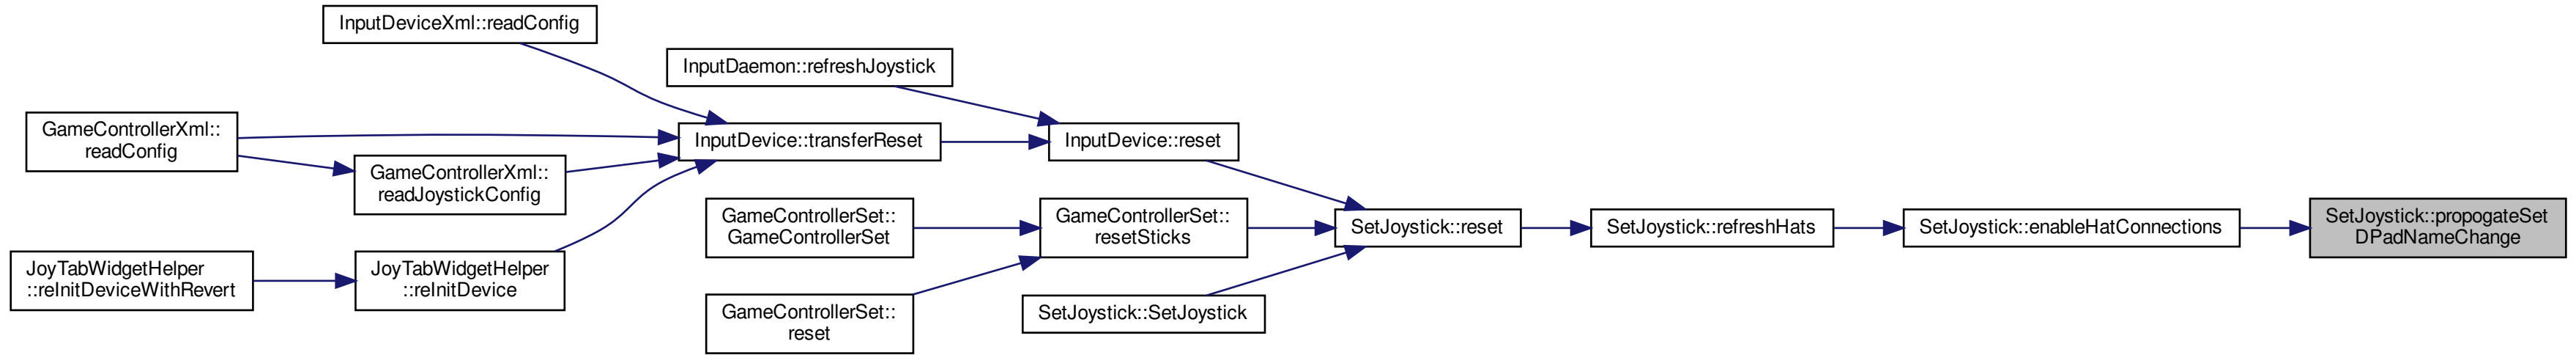 InputDeviceXml::readConfig
InputDaemon::refreshJoystick
GameControllerXml::
readConfig
InputDevice::transferReset
InputDevice::reset
GameControllerXml::
readJoystickConfig
GameControllerSet::
GameControllerSet
GameControllerSet::
resetSticks
SetJoystick::reset
SetJoystick::refreshHats
SetJoystick::enableHatConnections
SetJoystick::propogateSet
DPadNameChange
JoyTabWidgetHelper
::reInitDeviceWithRevert
JoyTabWidgetHelper
::reInitDevice
GameControllerSet::
reset
SetJoystick::SetJoystick